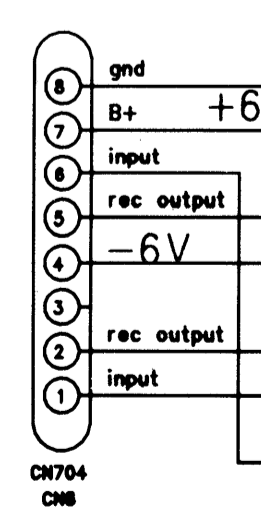 8 gnd
7 B+ +6
6 input
5 rec output
4 −6V
3
2 rec output
1 input
CN704
CN8